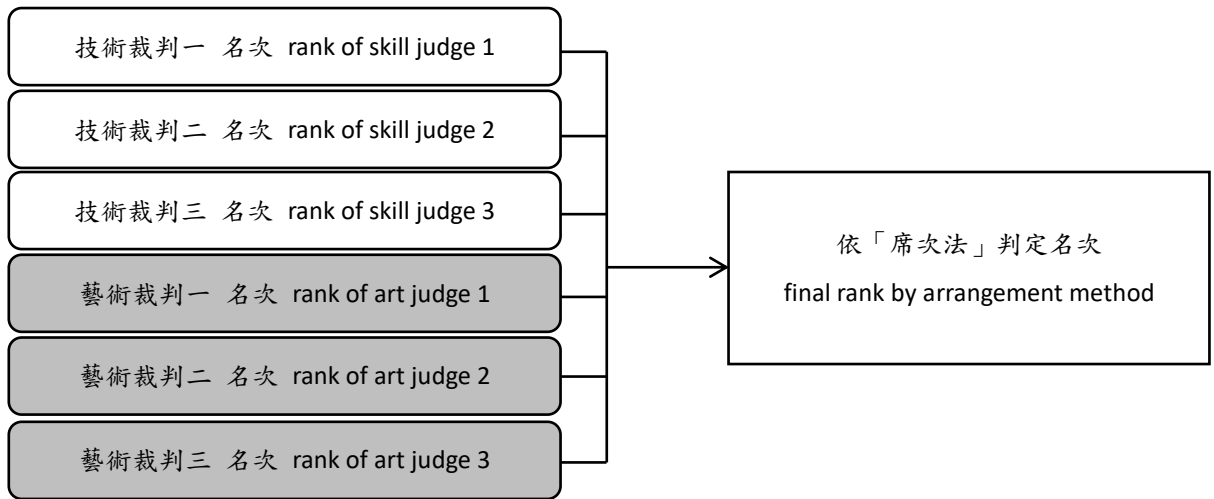 技術裁判一 名次 rank of skill judge 1
技術裁判二 名次 rank of skill judge 2
技術裁判三 名次 rank of skill judge 3
藝術裁判一 名次 rank of art judge 1
藝術裁判二 名次 rank of art judge 2
藝術裁判三 名次 rank of art judge 3
依「席次法」判定名次
final rank by arrangement method